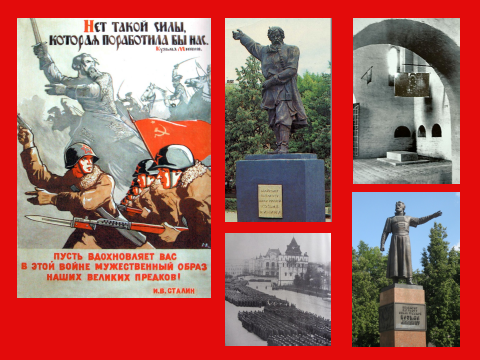 Нет такой силы,
которая поработила бы нас.
Кузьма Минин.
ПУСТЬ ВДОХНОВЛЯЕТ ВАС
В ЭТОЙ ВОЙНЕ МУЖЕСТВЕННЫЙ ОБРАЗ
НАШИХ ВЕЛИКИХ ПРЕДКОВ!
И.В. СТАЛИН